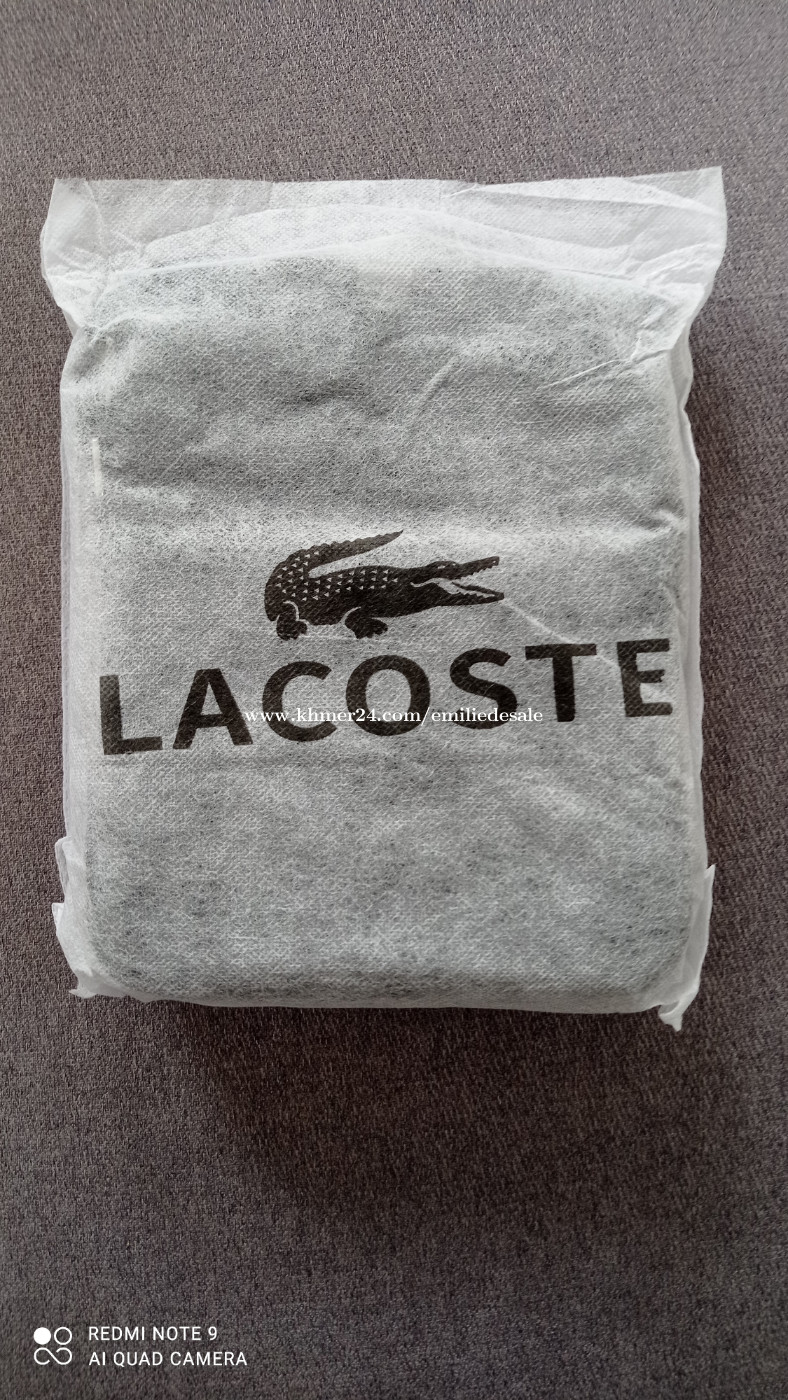 LACOSTE
www.khmer24.com/emiliedesale
REDMI NOTE 9
AI QUAD CAMERA